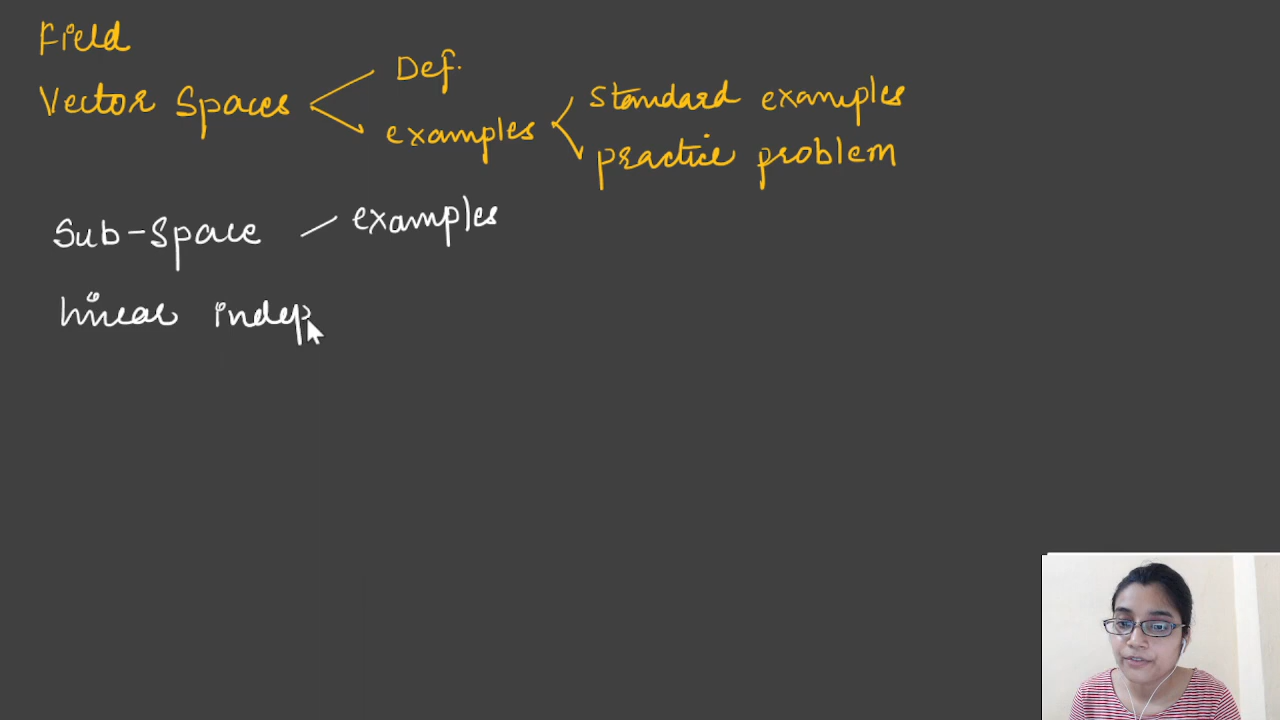 Field
Vector Spaces
Def.
examples
Standard examples
practice problem
Sub-Space
examples
linear indep